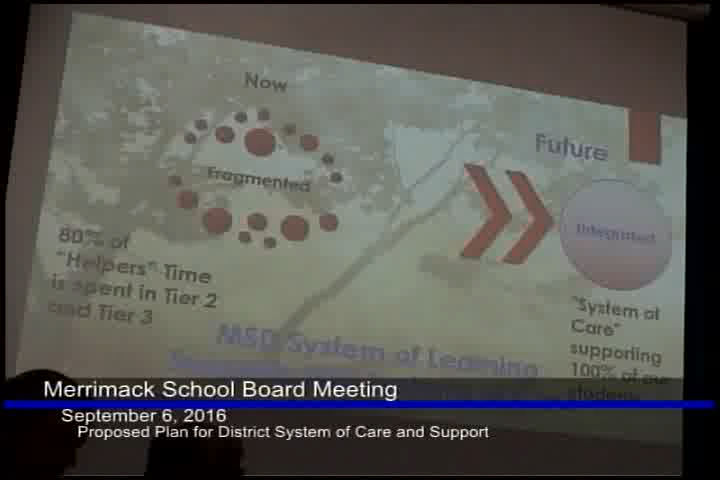 Now
Fragmented
Future
Integrated
80% of
"Helpers" Time
is spent in Tier 2
and Tier 3
"System of
Care"
supporting
100% of our
students
MSD System of Learning
Merrimack School Board Meeting
September 6, 2016
Proposed Plan for District System of Care and Support